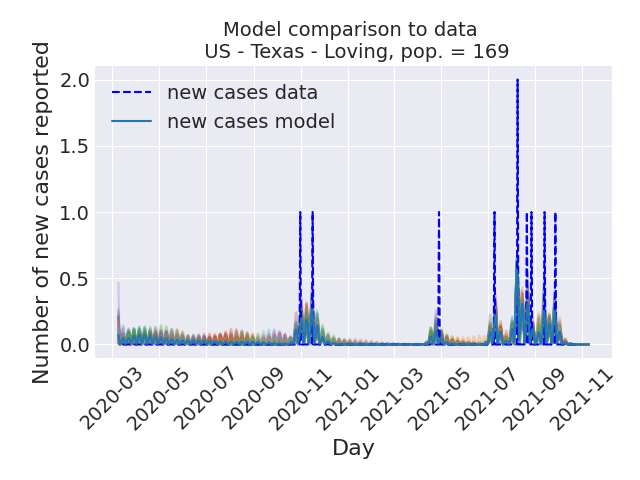 Model comparison to data
US - Texas - Loving, pop. = 169
new cases data
new cases model
Number of new cases reported
2.0
1.5
1.0
0.5
0.0
2020-03
2020-05
2020-07
2020-09
2020-11
2021-01
2021-03
2021-05
2021-07
2021-09
2021-11
Day